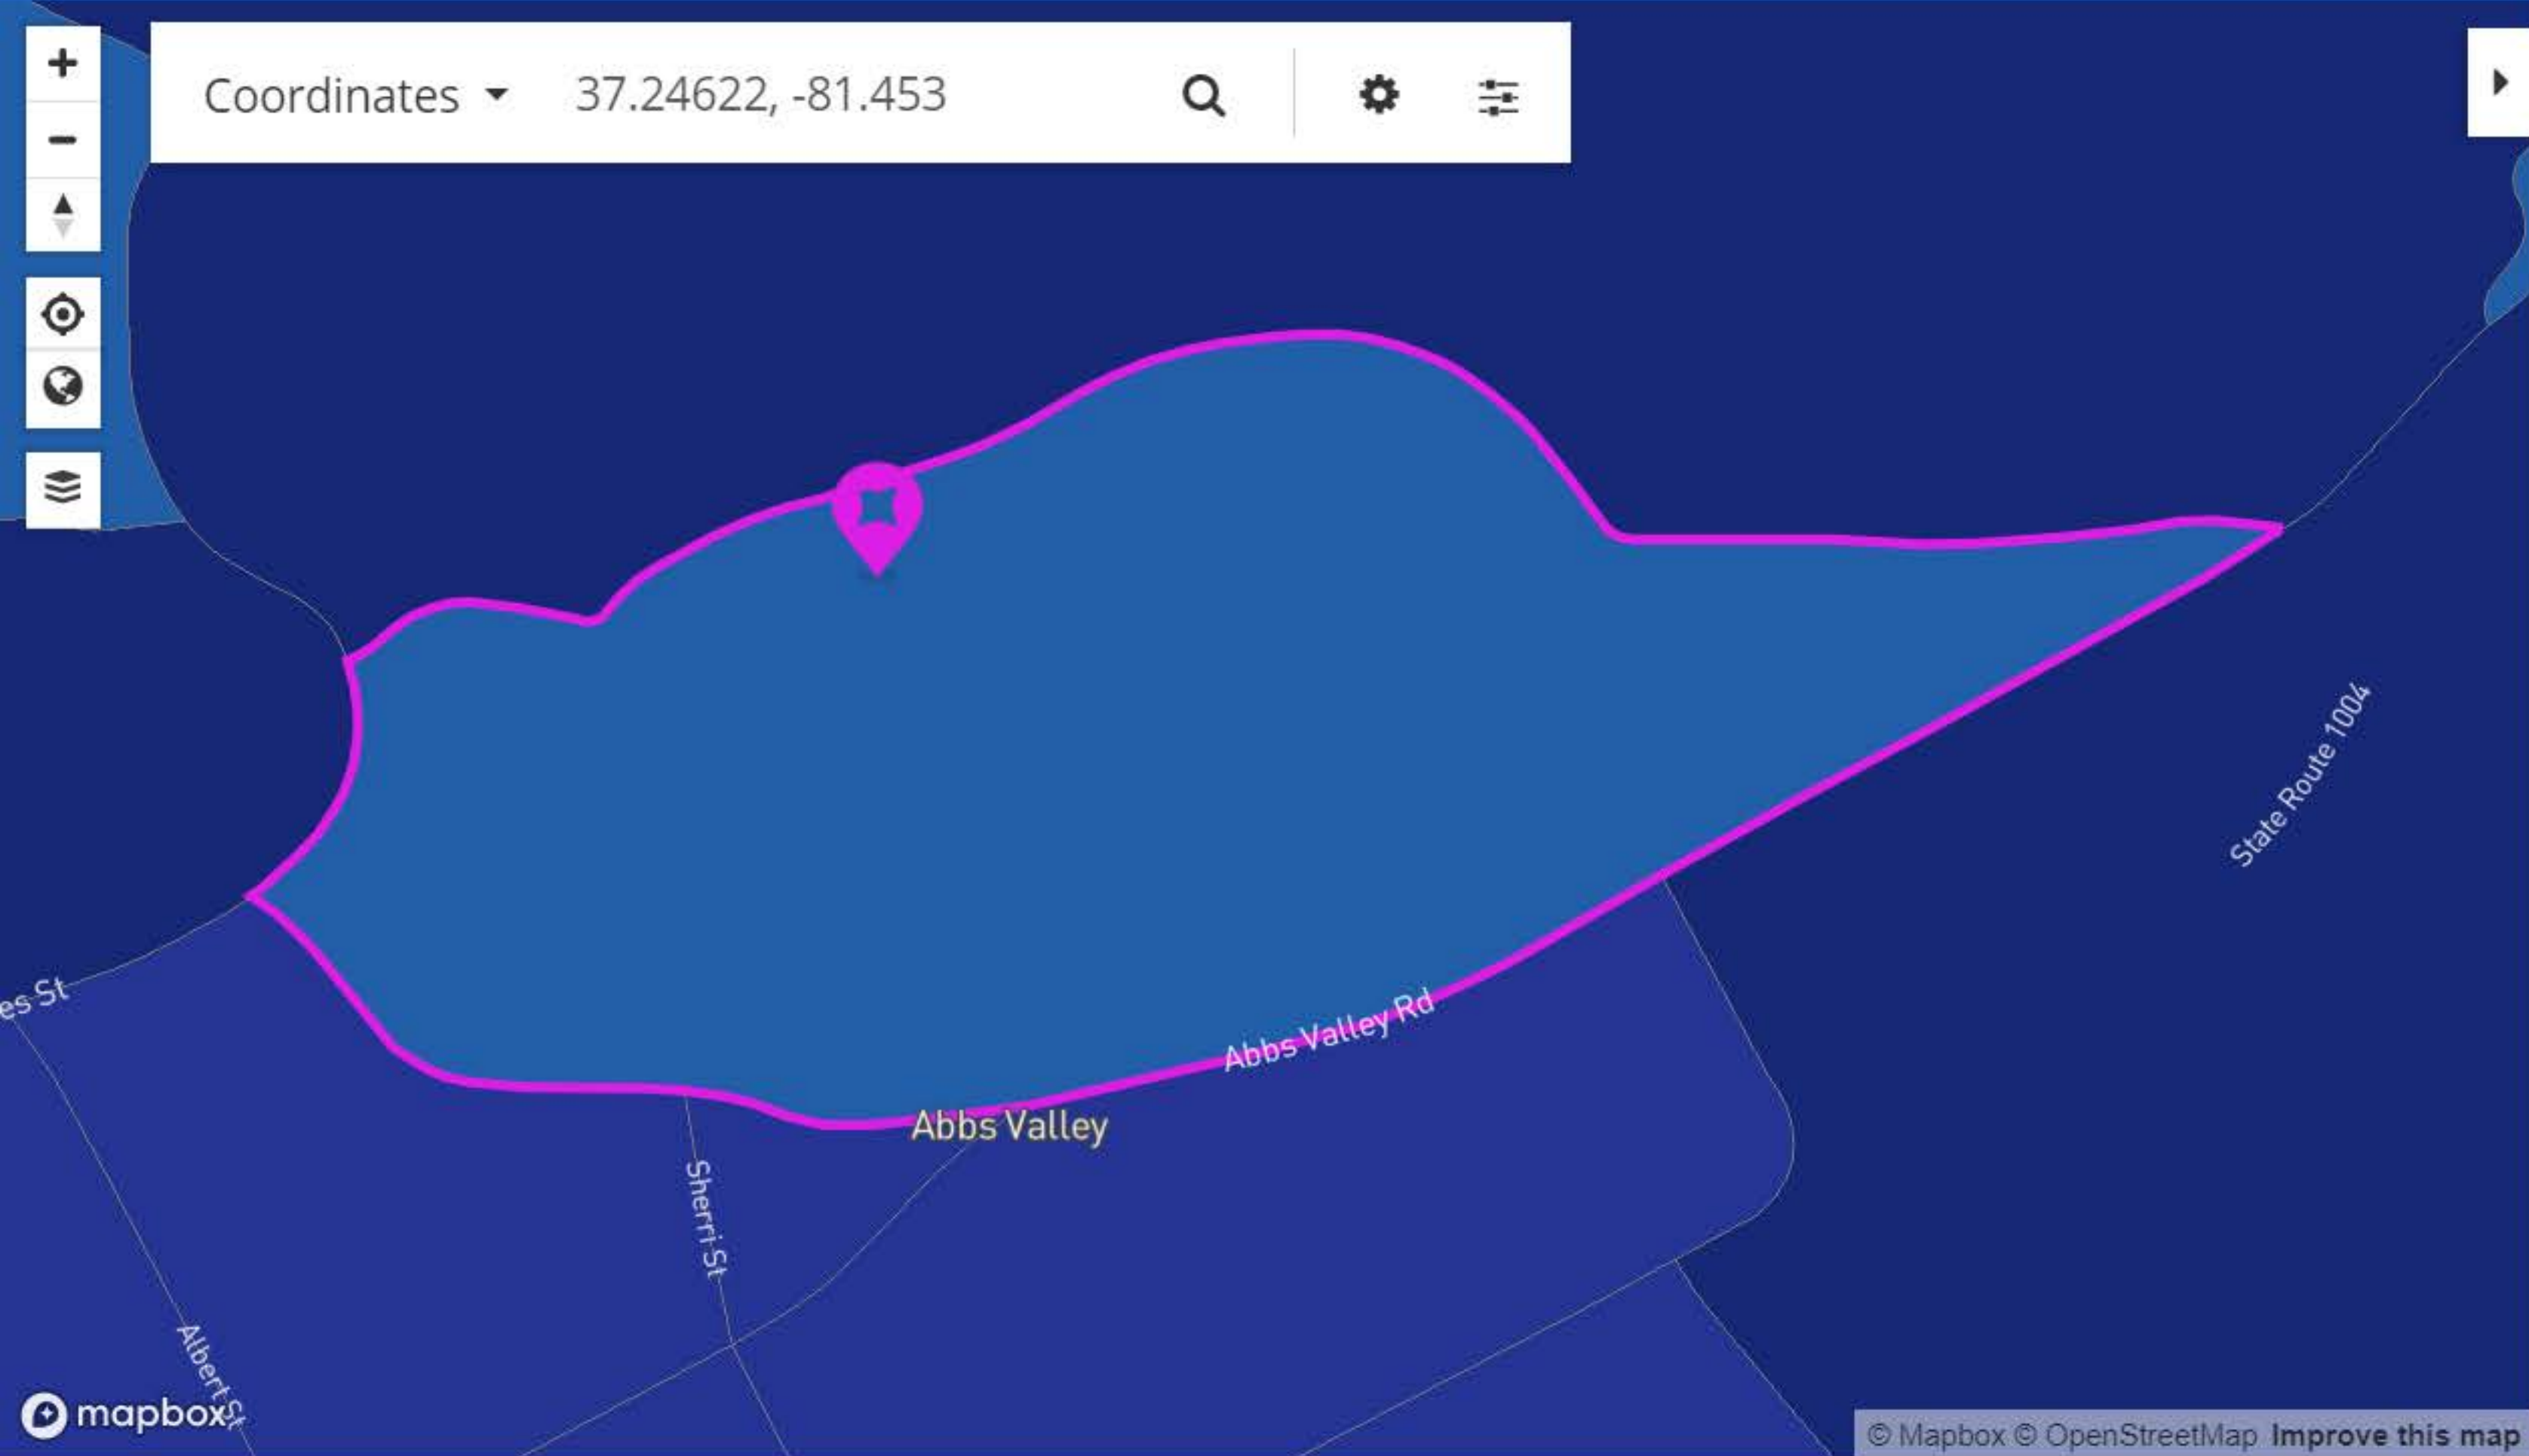 Coordinates
37.24622, -81.453
State Route 1004
es St
Abbs Valley Rd
Abbs Valley
Sherri St
Albert St
mapbox
© Mapbox © OpenStreetMap Improve this map